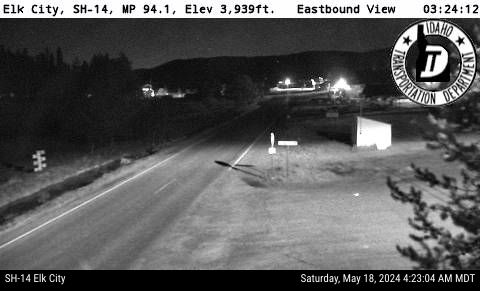 Elk City, SH-14, MP 94.1, Elev 3,939ft. Eastbound View 03:24:12
IDAHO
TRANSPORTATION DEPARTMENT
SH-14 Elk City Saturday, May 18, 2024 4:23:04 AM MDT